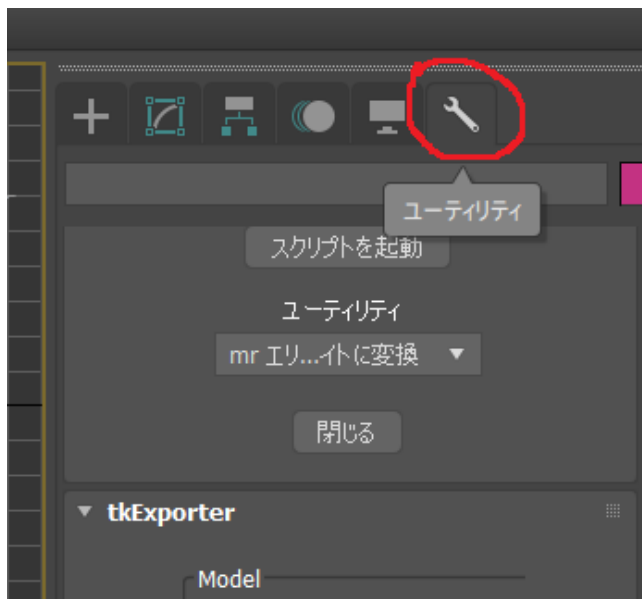 ユーティリティ
スクリプトを起動
ユーティリティ
mr エリ...イトに変換
閉じる
tkExporter
Model